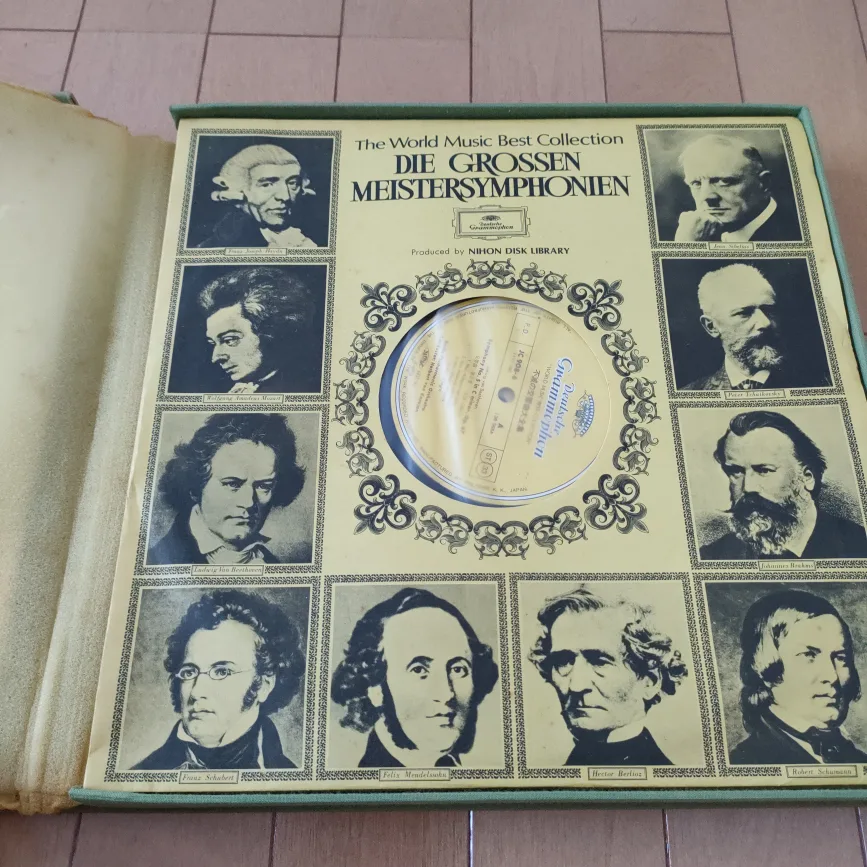 The World Music Best Collection
DIE GROSSEN
MEISTERSYMPHONIEN
Deutsche
Grammophon
Produced by NIHON DISK LIBRARY
Franz Joseph Haydn
Jean Sibelius
Wolfgang Amadeus Mozart
Peter Tchaikovsky
Deutsche
Grammophon
Ludwig Van Beethoven
Johannes Brahms
Franz Schubert
Felix Mendelssohn
Hector Berlioz
Robert Schumann